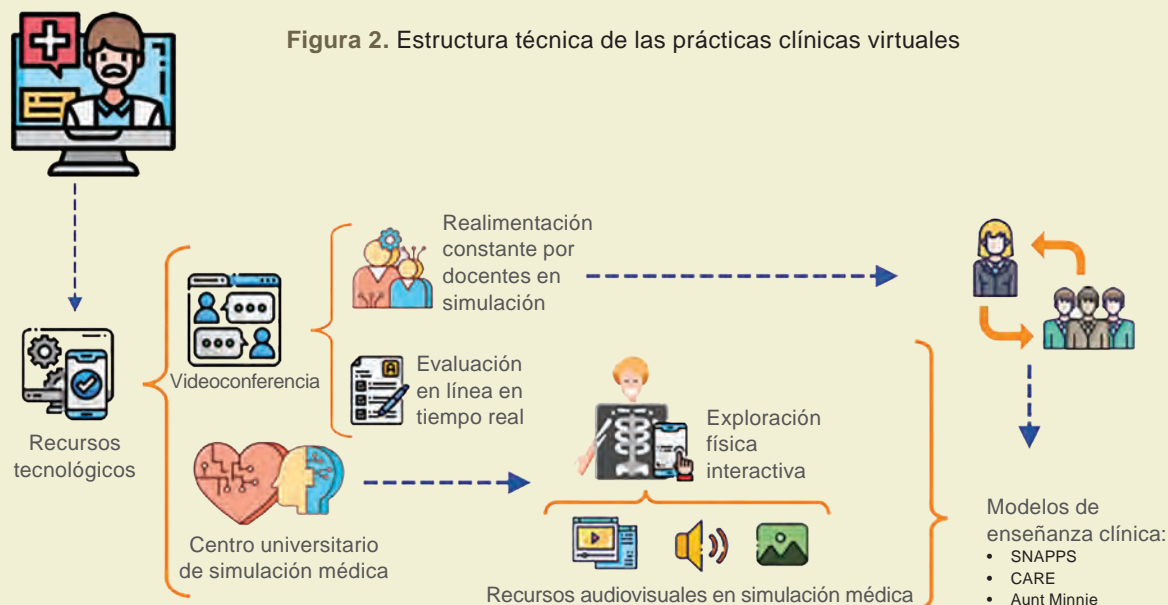 Figura 2. Estructura técnica de las prácticas clínicas virtuales
Realimentación
constante por
docentes en
simulación
Videoconferencia
Evaluación
en línea en
tiempo real
Recursos
tecnológicos
Exploración
física
interactiva
Centro universitario
de simulación médica
Recursos audiovisuales en simulación médica
Modelos de
enseñanza clínica:
• SNAPPS
• CARE
• Aunt Minnie